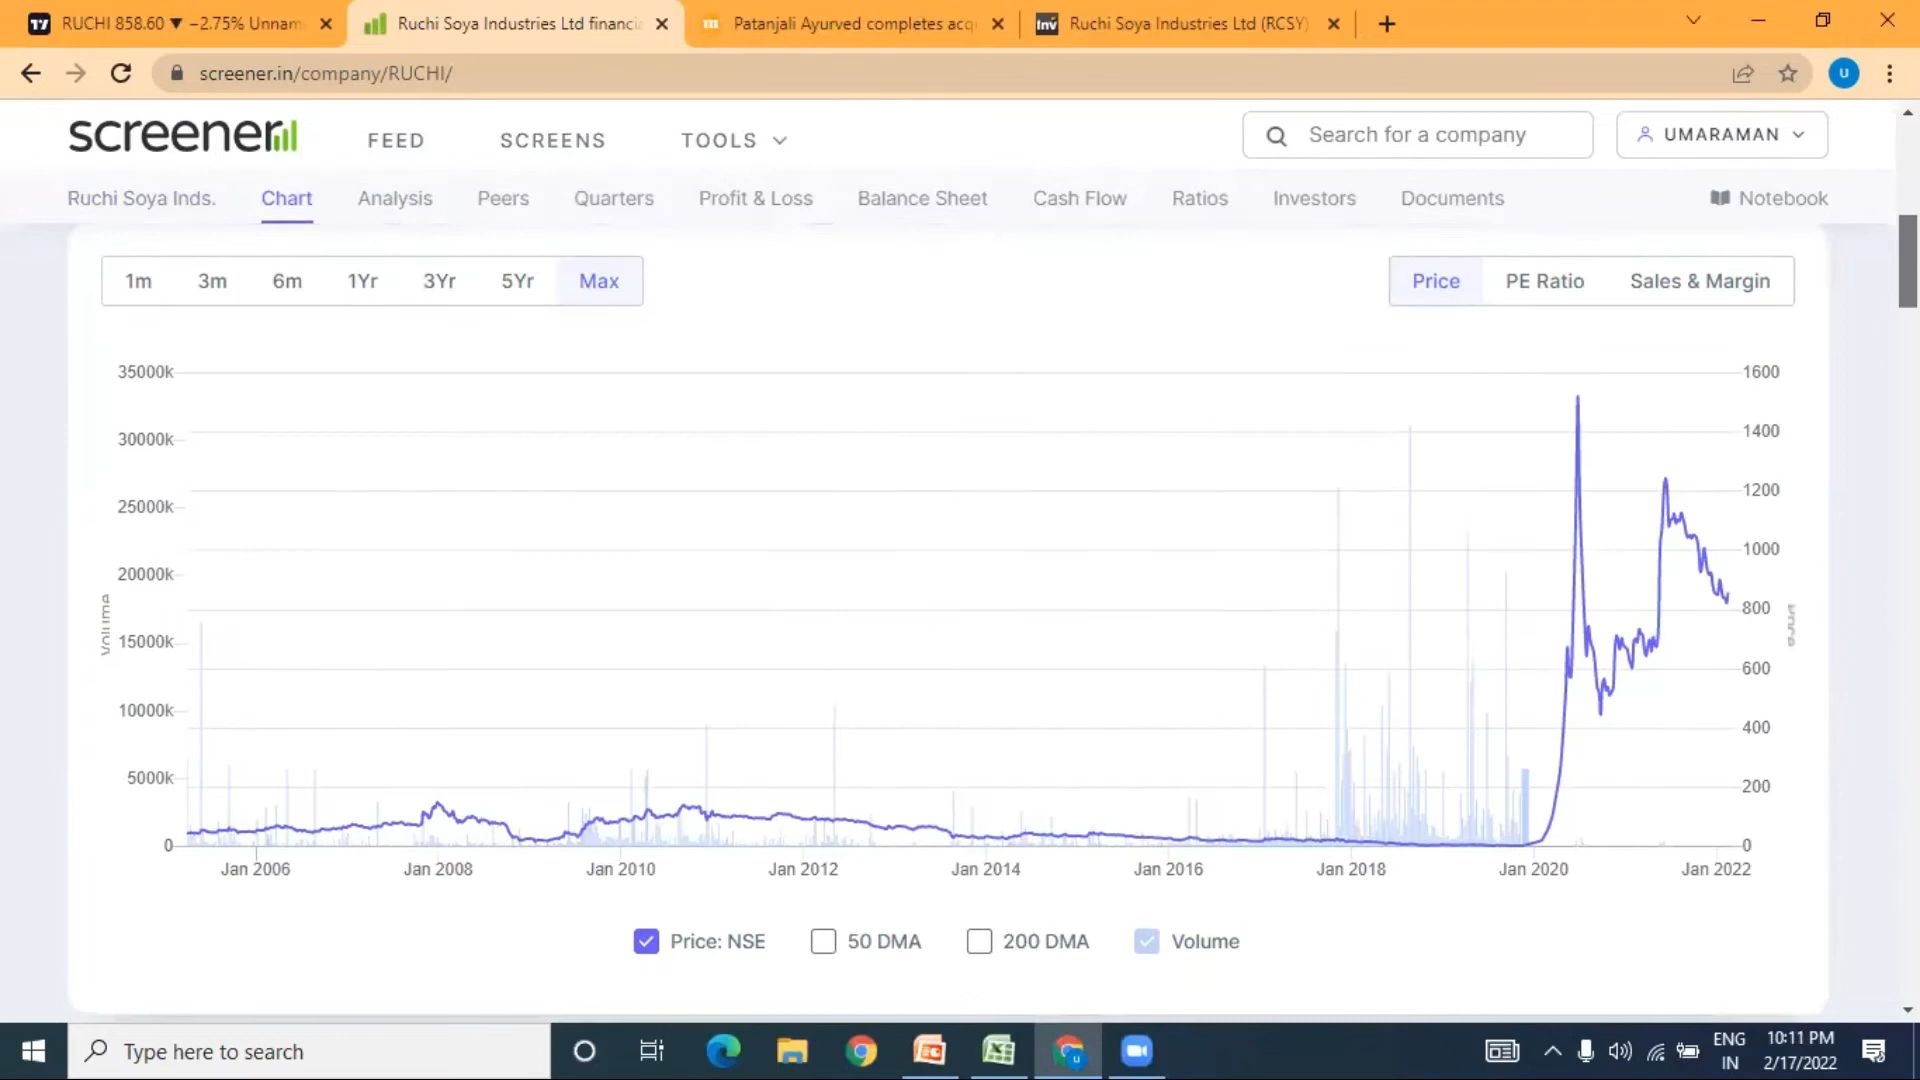 RUCHI 858.60 ▼ −2.75% Unnam
Ruchi Soya Industries Ltd financia
Patanjali Ayurved completes acq
Ruchi Soya Industries Ltd (RCSY)
screener.in/company/RUCHI/
U
screener
FEED
SCREENS
TOOLS
Search for a company
UMARAMAN
Ruchi Soya Inds.
Chart
Analysis
Peers
Quarters
Profit & Loss
Balance Sheet
Cash Flow
Ratios
Investors
Documents
Notebook
1m 3m 6m 1Yr 3Yr 5Yr Max
Price PE Ratio Sales & Margin
35000k 1600
30000k 1400
25000k 1200
1000
20000k
800
Volume
15000k
600
10000k
400
5000k
200
0 0
Jan 2006 Jan 2008 Jan 2010 Jan 2012 Jan 2014 Jan 2016 Jan 2018 Jan 2020 Jan 2022
Price: NSE 50 DMA 200 DMA Volume
Type here to search
ENG
IN
10:11 PM
2/17/2022